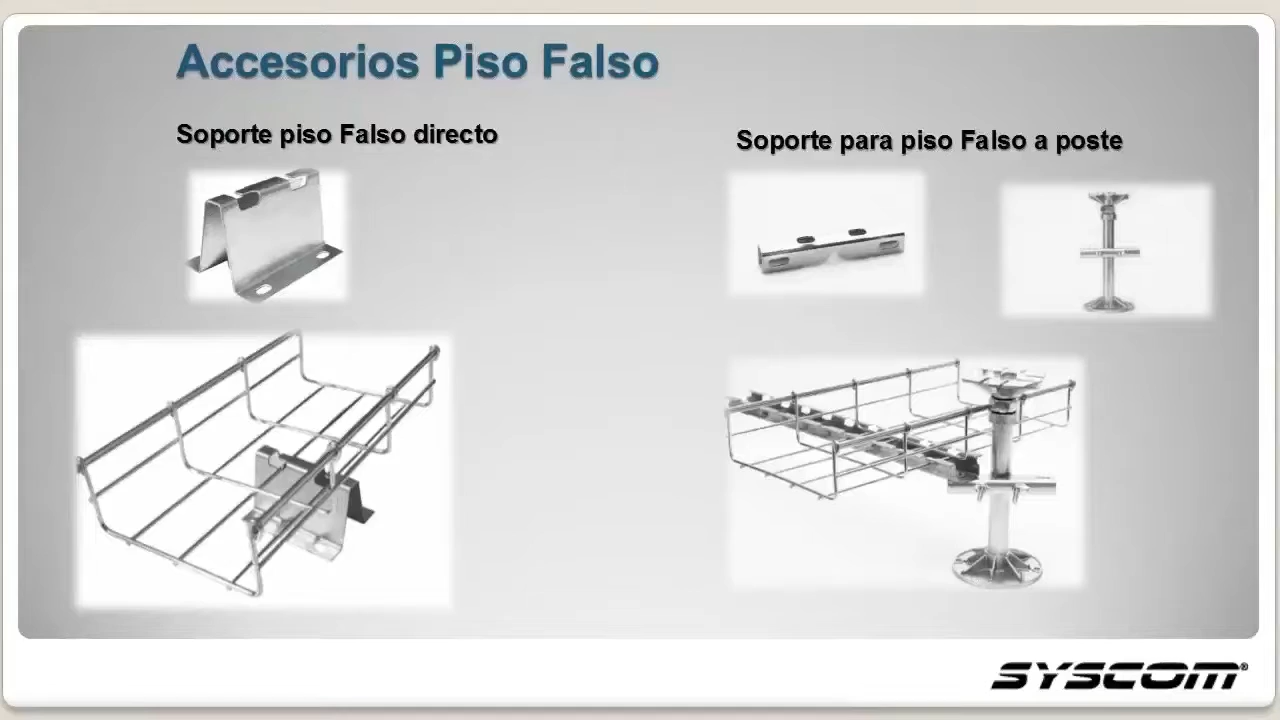 Accesorios Piso Falso
Soporte piso Falso directo
Soporte para piso Falso a poste
SYSCOM®